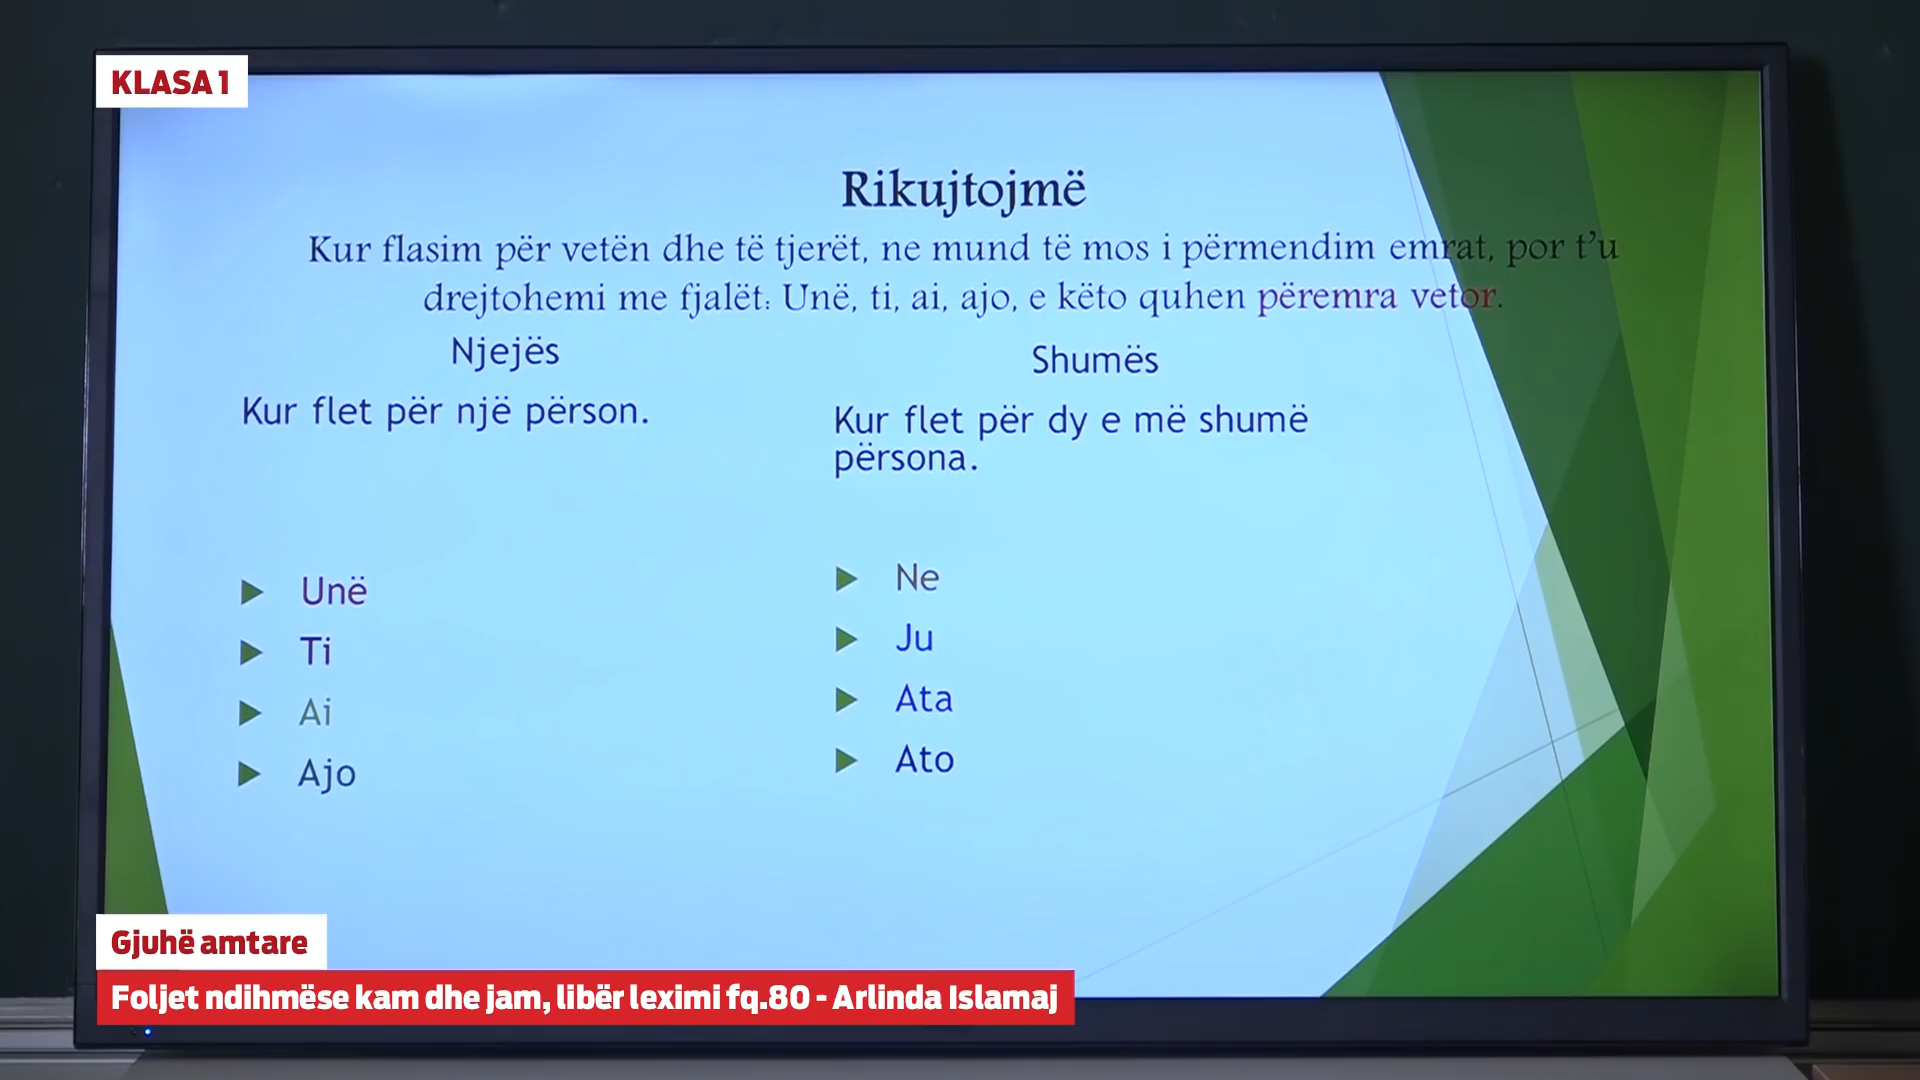 KLASA 1
Rikujtojmë
Kur flasim për vetën dhe të tjerët, ne mund të mos i përmendim emrat, por t'u
drejtohemi me fjalët: Unë, ti, ai, ajo, e këto quhen përemra vetor.
Njejës
Kur flet për një përson.
Unë
Ti
Ai
Ajo
Shumës
Kur flet për dy e më shumë
përsona.
Ne
Ju
Ata
Ato
Gjuhë amtare
Foljet ndihmëse kam dhe jam, libër leximi fq.80 - Arlinda Islamaj